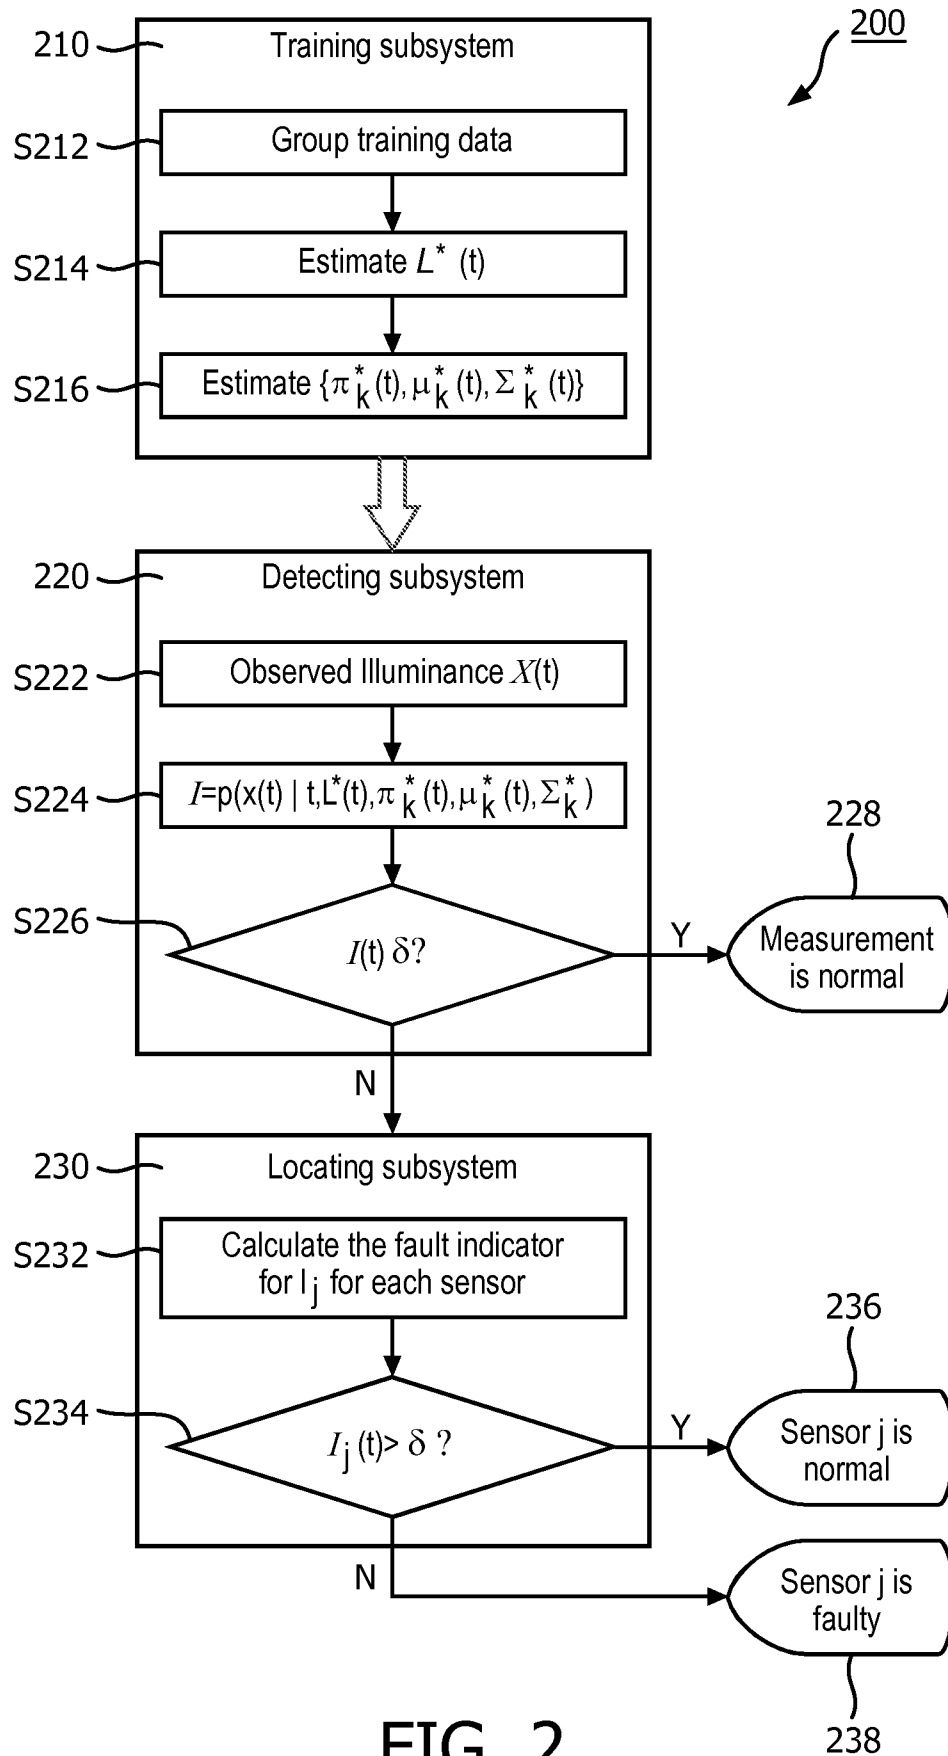 200
210
Training subsystem
S212
Group training data
S214
Estimate L* (t)
S216
Estimate {π*k(t), μ*k(t), Σ*k(t)}
220
Detecting subsystem
S222
Observed Illuminance X(t)
S224
I=p(x(t) | t,L*(t),π*k(t),μ*k(t),Σ*k)
228
S226
I(t) δ?
Y
Measurement
is normal
N
230
Locating subsystem
S232
Calculate the fault indicator
for Ij for each sensor
236
S234
Ij(t)> δ ?
Y
Sensor j is
normal
N
Sensor j is
faulty
238
FIG. 2